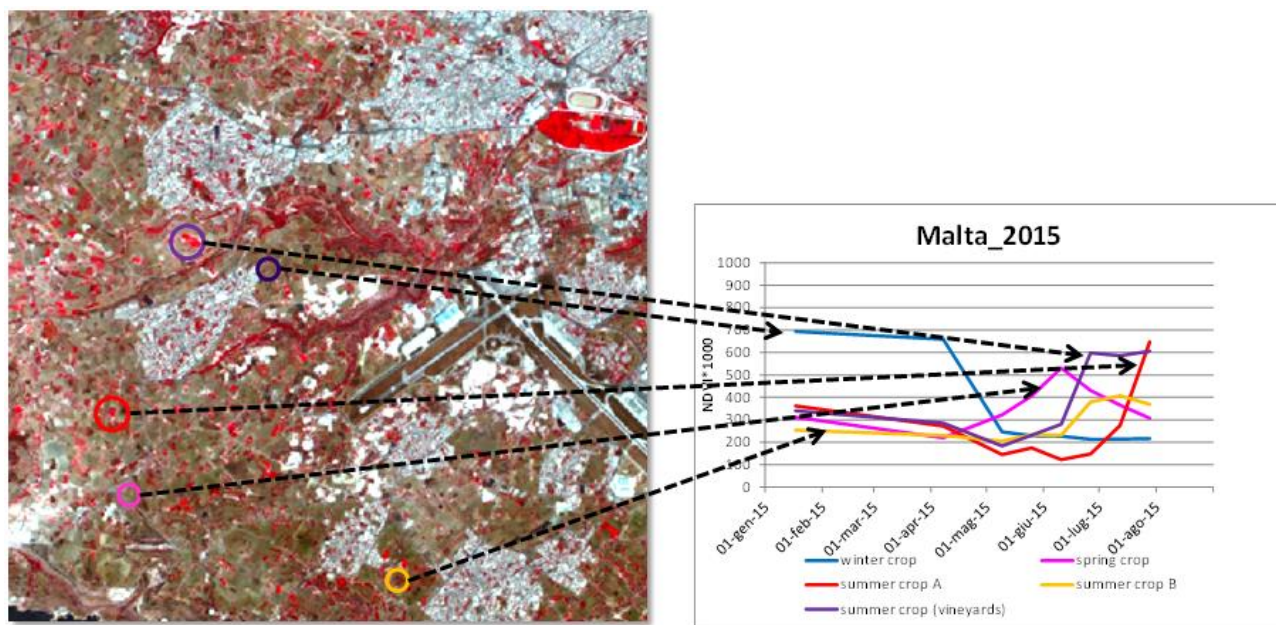 Malta_2015
1000
900
800
700
600
500
400
300
200
100
0
NDVI*1000
01-gen-15
01-feb-15
01-mar-15
01-apr-15
01-mag-15
01-giu-15
01-lug-15
01-ago-15
winter crop
spring crop
summer crop A
summer crop B
summer crop (vineyards)